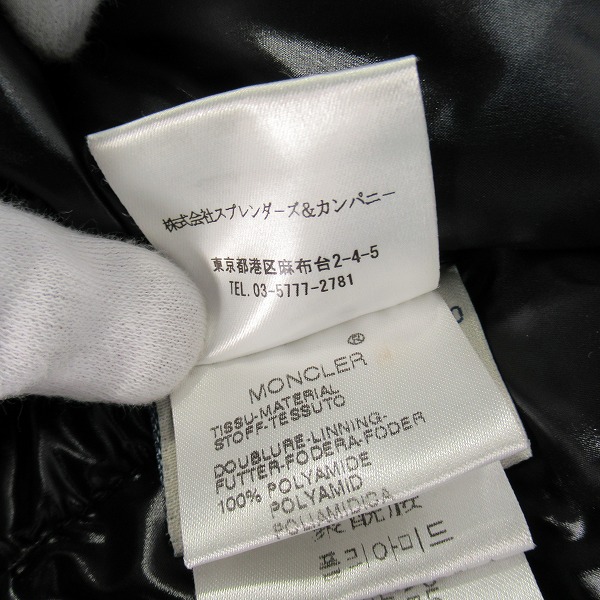 株式会社スプレンダーズ&カンパニー
東京都港区麻布台2-4-5
TEL. 03-5777-2781
MONCLER®
TISSU-MATERIAL
STOFF-TESSUTO
DOUBLURE-LINNING-
FUTTER-FODERA-FODER
100% POLYAMIDE
POLYAMID
POLIAMIDICA
폴리아미드